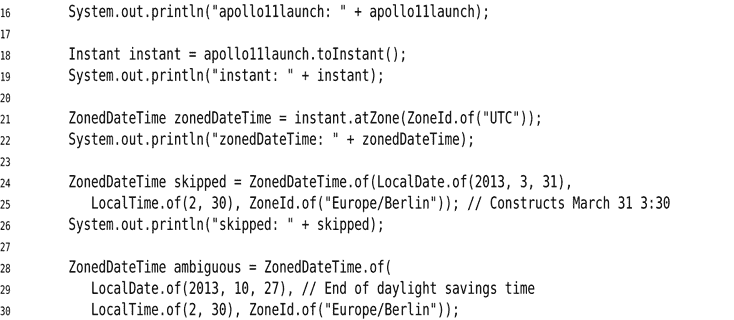 16 System.out.println("apollo11launch: " + apollo11launch);
17
18 Instant instant = apollo11launch.toInstant();
19 System.out.println("instant: " + instant);
20
21 ZonedDateTime zonedDateTime = instant.atZone(ZoneId.of("UTC"));
22 System.out.println("zonedDateTime: " + zonedDateTime);
23
24 ZonedDateTime skipped = ZonedDateTime.of(LocalDate.of(2013, 3, 31),
25 LocalTime.of(2, 30), ZoneId.of("Europe/Berlin")); // Constructs March 31 3:30
26 System.out.println("skipped: " + skipped);
27
28 ZonedDateTime ambiguous = ZonedDateTime.of(
29 LocalDate.of(2013, 10, 27), // End of daylight savings time
30 LocalTime.of(2, 30), ZoneId.of("Europe/Berlin"));